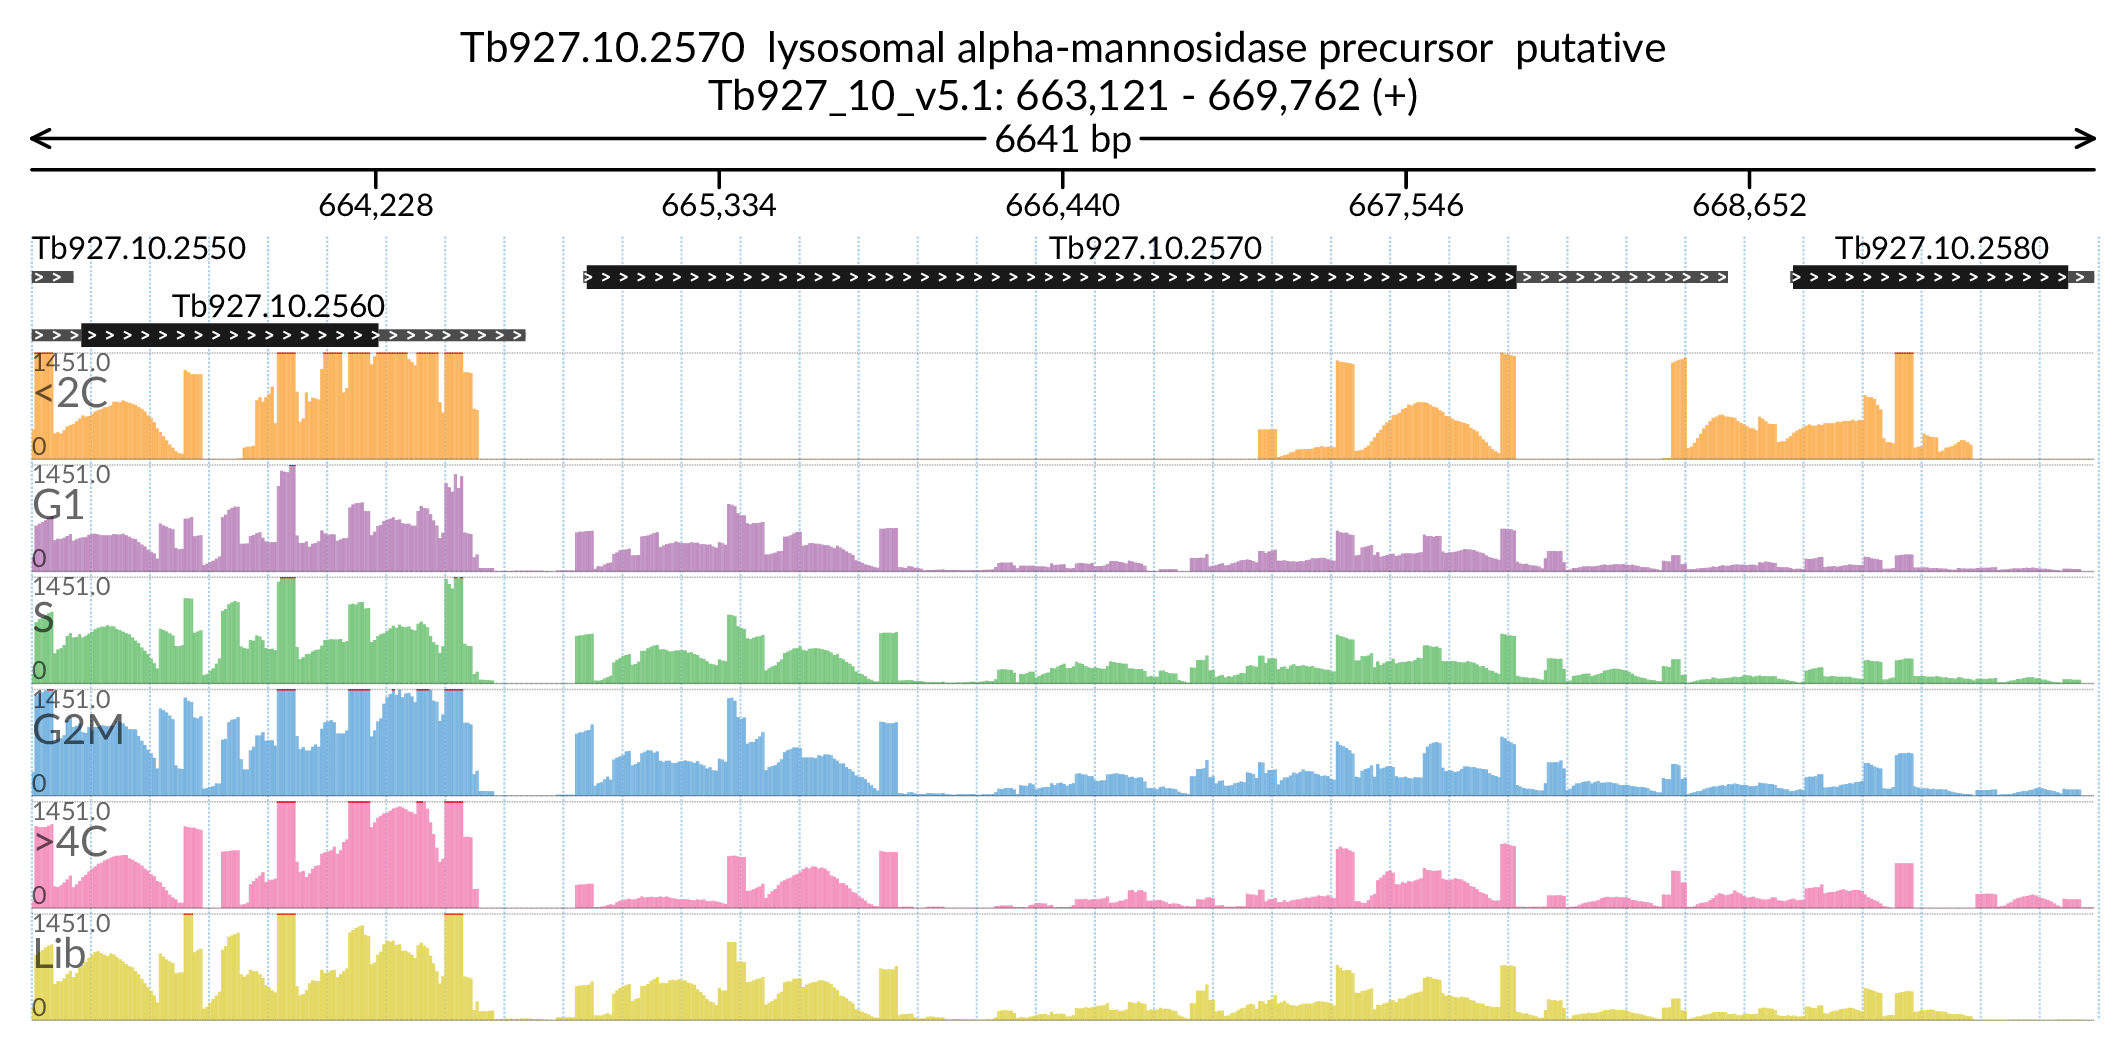 Tb927.10.2570  lysosomal alpha-mannosidase precursor  putative
Tb927_10_v5.1: 663,121 - 669,762 (+)
6641 bp
664,228 665,334 666,440 667,546 668,652
Tb927.10.2550 Tb927.10.2570 Tb927.10.2580
Tb927.10.2560
1451.0
<2C
0
1451.0
G1
0
1451.0
S
0
1451.0
G2M
0
1451.0
>4C
0
1451.0
Lib
0